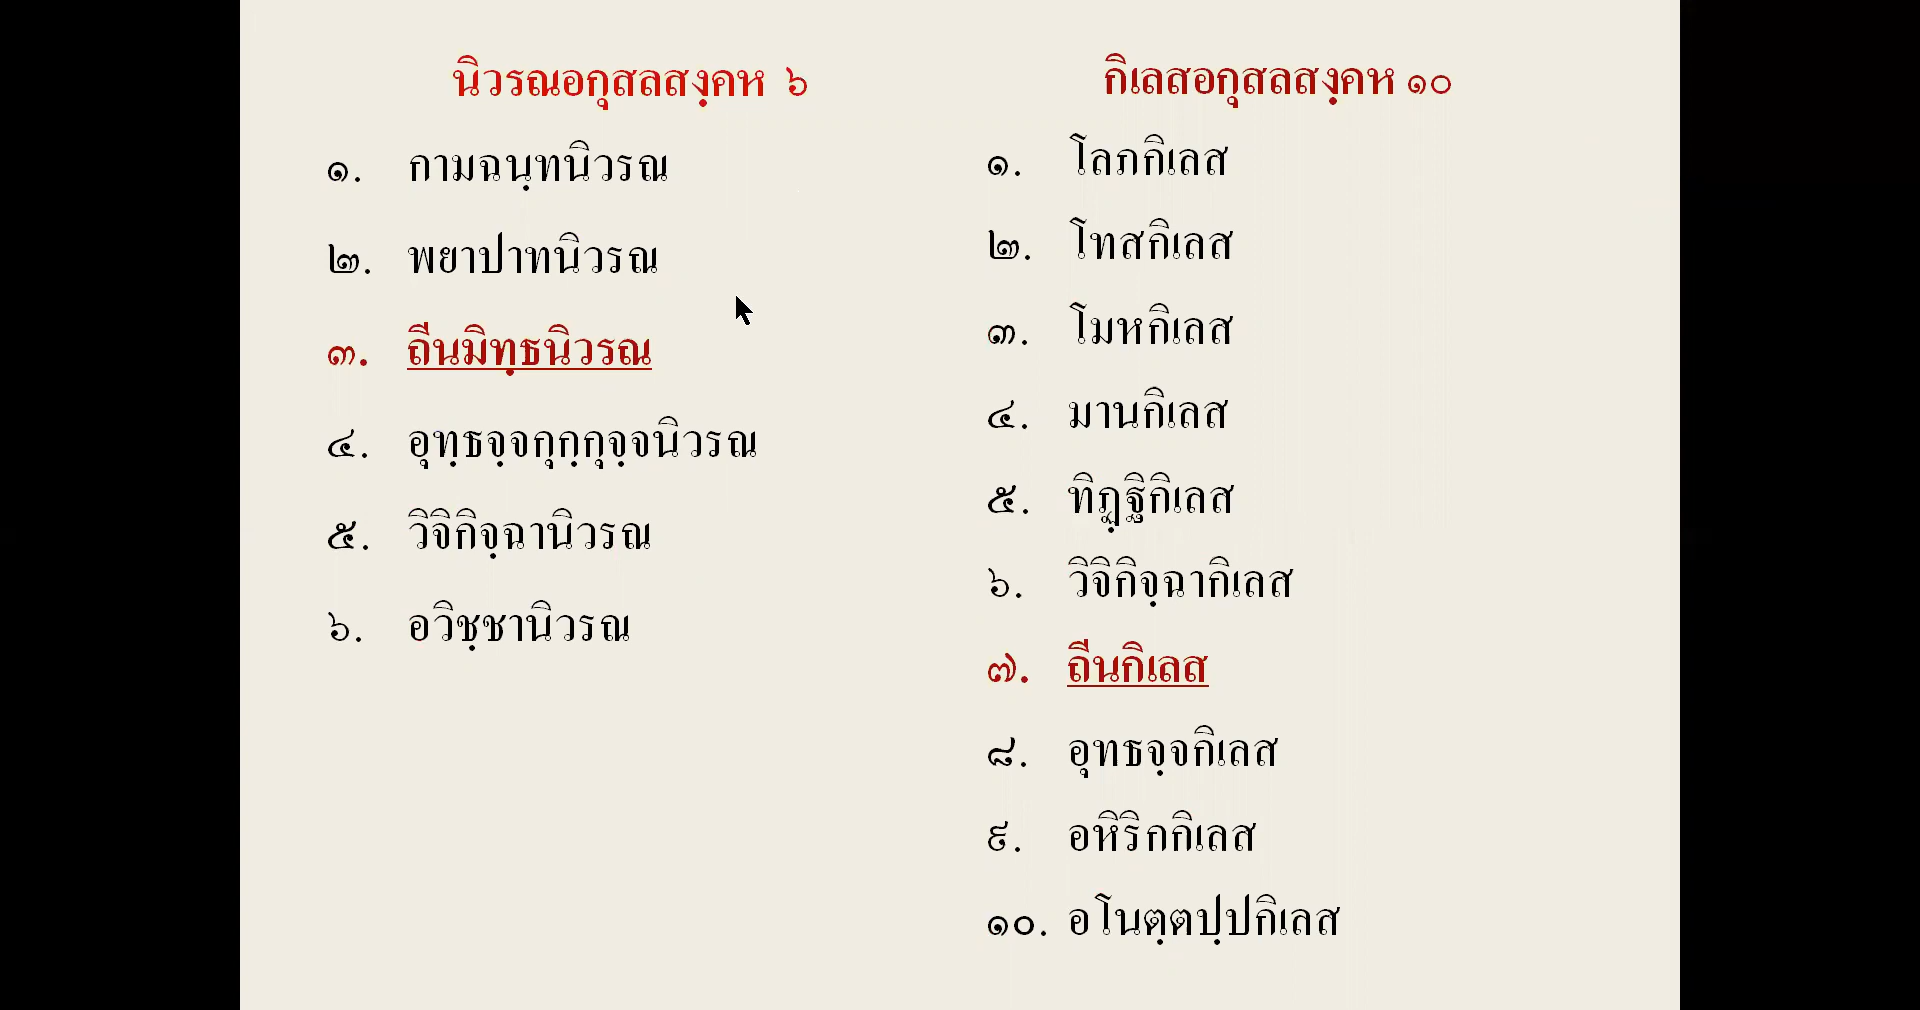 นิวรณอกุสลสงฺคห ๖
๑. กามฉนฺทนิวรณ
๒. พยาปาทนิวรณ
๓. ถีนมิทฺธนิวรณ
๔. อุทฺธจฺจกุกฺกุจฺจนิวรณ
๕. วิจิกิจฺฉานิวรณ
๖. อวิชฺชานิวรณ
กิเลสอกุสลสงฺคห ๑๐
๑. โลภกิเลส
๒. โทสกิเลส
๓. โมหกิเลส
๔. มานกิเลส
๕. ทิฏฺฐิกิเลส
๖. วิจิกิจฺฉากิเลส
๗. ถีนกิเลส
๘. อุทธจฺจกิเลส
๙. อหิริกกิเลส
๑๐. อโนตฺตปฺปกิเลส